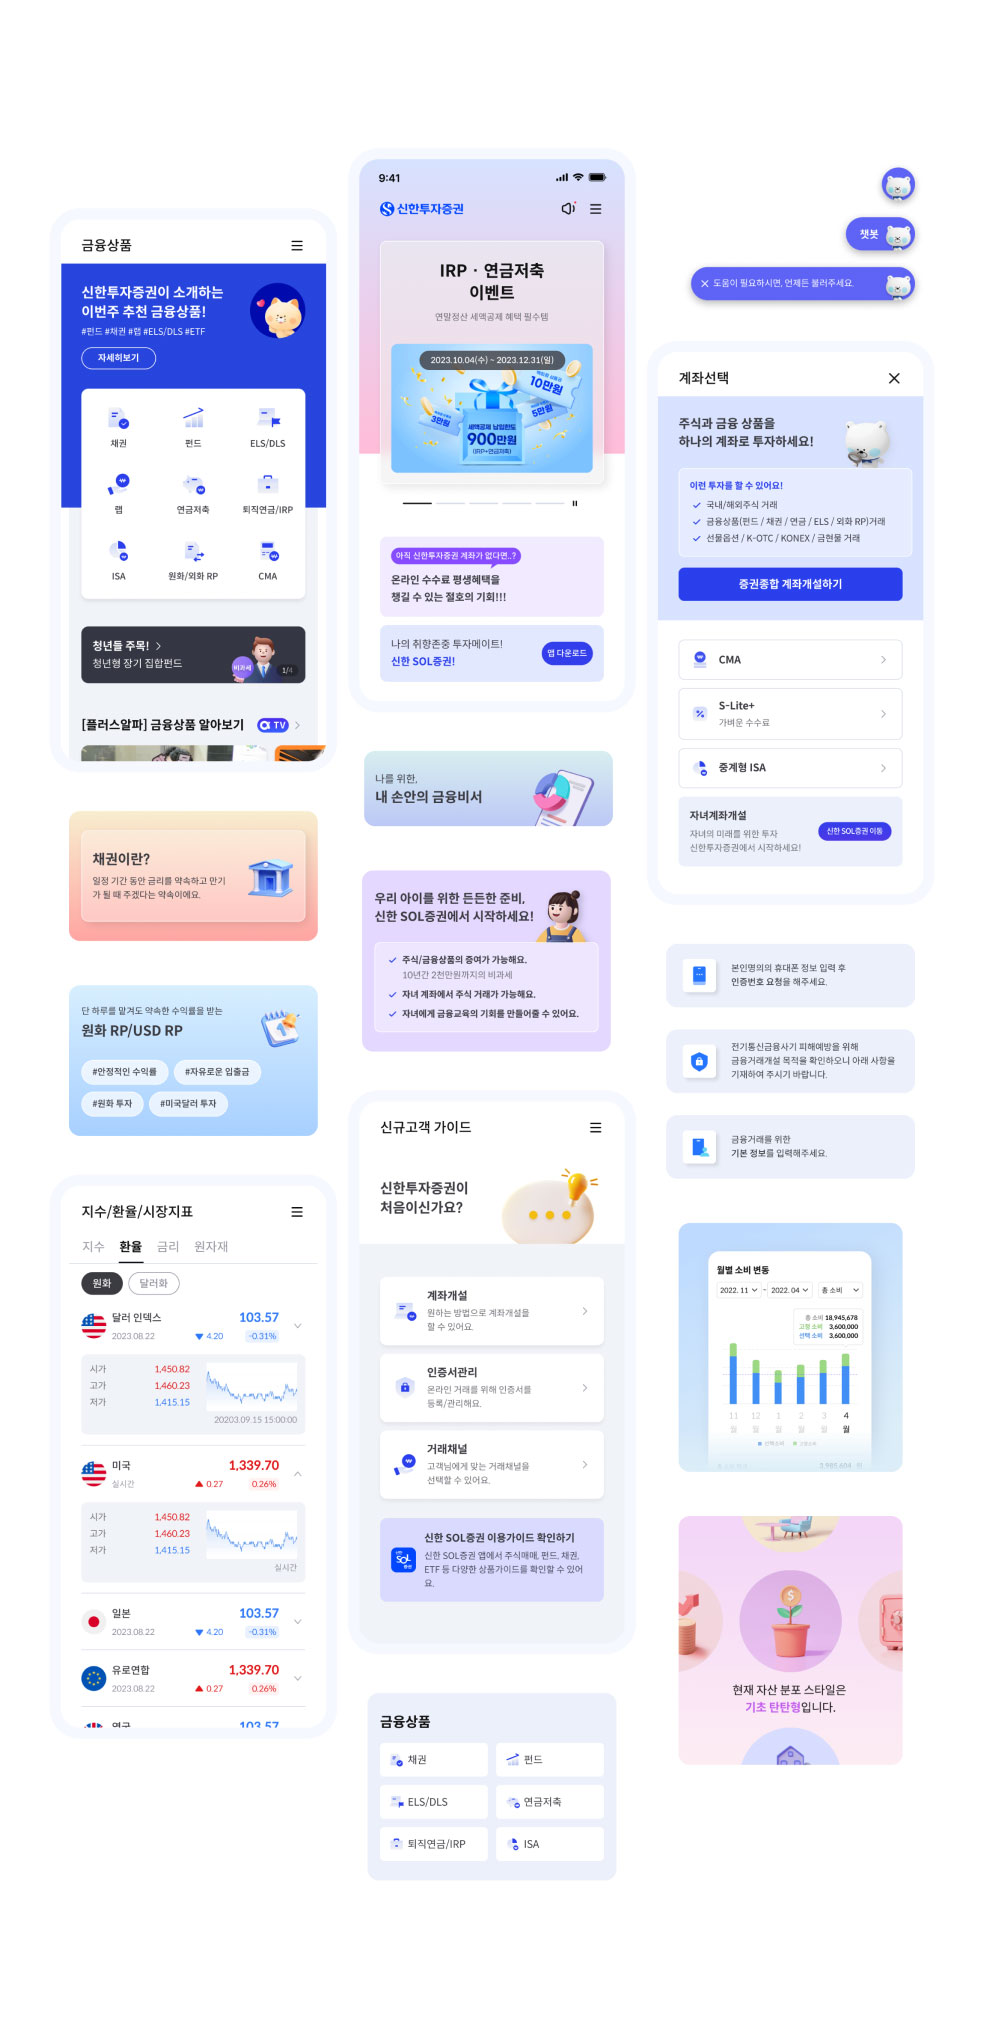 금융상품
신한투자증권이 소개하는
이번주 추천 금융상품!
#펀드 #채권 #랩 #ELS/DLS #ETF
자세히보기
채권
펀드
ELS/DLS
랩
연금저축
퇴직연금/IRP
ISA
원화/외화 RP
CMA
청년들 주목!
청년형 장기 집합펀드
비과세
1/4
[플러스알파] 금융상품 알아보기
TV
채권이란?
일정 기간 동안 금리를 약속하고 만기
가 될 때 주겠다는 약속이에요.
단 하루를 맡겨도 약속한 수익률을 받는
원화 RP/USD RP
#안정적인 수익률
#자유로운 입출금
#원화 투자
#미국달러 투자
지수/환율/시장지표
지수 환율 금리 원자재
원화
달러화
달러 인덱스
103.57
2023.08.22
▼ 4.20
-0.31%
시가 1,450.82
고가 1,460.23
저가 1,415.15
20203.09.15 15:00:00
미국
1,339.70
실시간
▲ 0.27
0.26%
시가 1,450.82
고가 1,460.23
저가 1,415.15
실시간
일본
103.57
2023.08.22
▼ 4.20
-0.31%
유로연합
1,339.70
2023.08.22
▲ 0.27
0.26%
영국
103.57
9:41
신한투자증권
IRP · 연금저축
이벤트
연말정산 세액공제 혜택 필수템
2023.10.04(수) ~ 2023.12.31(일)
10만원
5만원
3만원
세액공제 납입한도
900만원
(IRP+연금저축)
아직 신한투자증권 계좌가 없다면..?
온라인 수수료 평생혜택을
챙길 수 있는 절호의 기회!!!
나의 취향존중 투자메이트!
신한 SOL증권!
앱 다운로드
나를 위한,
내 손안의 금융비서
우리 아이를 위한 든든한 준비,
신한 SOL증권에서 시작하세요!
주식/금융상품의 증여가 가능해요.
10년간 2천만원까지의 비과세
자녀 계좌에서 주식 거래가 가능해요.
자녀에게 금융교육의 기회를 만들어줄 수 있어요.
신규고객 가이드
신한투자증권이
처음이신가요?
계좌개설
원하는 방법으로 계좌개설을
할 수 있어요.
인증서관리
온라인 거래를 위해 인증서를
등록/관리해요.
거래채널
고객님에게 맞는 거래채널을
선택할 수 있어요.
신한
SOL
증권
신한 SOL증권 이용가이드 확인하기
신한 SOL증권 앱에서 주식매매, 펀드, 채권,
ETF 등 다양한 상품가이드를 확인할 수 있어
요.
금융상품
채권
펀드
ELS/DLS
연금저축
퇴직연금/IRP
ISA
챗봇
도움이 필요하시면, 언제든 불러주세요.
계좌선택
주식과 금융 상품을
하나의 계좌로 투자하세요!
이런 투자를 할 수 있어요!
국내/해외주식 거래
금융상품(펀드 / 채권 / 연금 / ELS / 외화 RP)거래
선물옵션 / K-OTC / KONEX / 금현물 거래
증권종합 계좌개설하기
CMA
S-Lite+
가벼운 수수료
중계형 ISA
자녀계좌개설
자녀의 미래를 위한 투자
신한투자증권에서 시작하세요!
신한 SOL증권 이동
본인명의의 휴대폰 정보 입력 후
인증번호 요청을 해주세요.
전기통신금융사기 피해예방을 위해
금융거래개설 목적을 확인하오니 아래 사항을
기재하여 주시기 바랍니다.
금융거래를 위한
기본 정보를 입력해주세요.
월별 소비 변동
2022. 11 - 2022. 04
총 소비
총 소비 18,945,678
고정 소비 3,600,000
선택 소비 3,600,000
11 12 1 2 3 4
월 월 월 월 월 월
선택소비
고정소비
3,985,604 원
현재 자산 분포 스타일은
기초 탄탄형입니다.